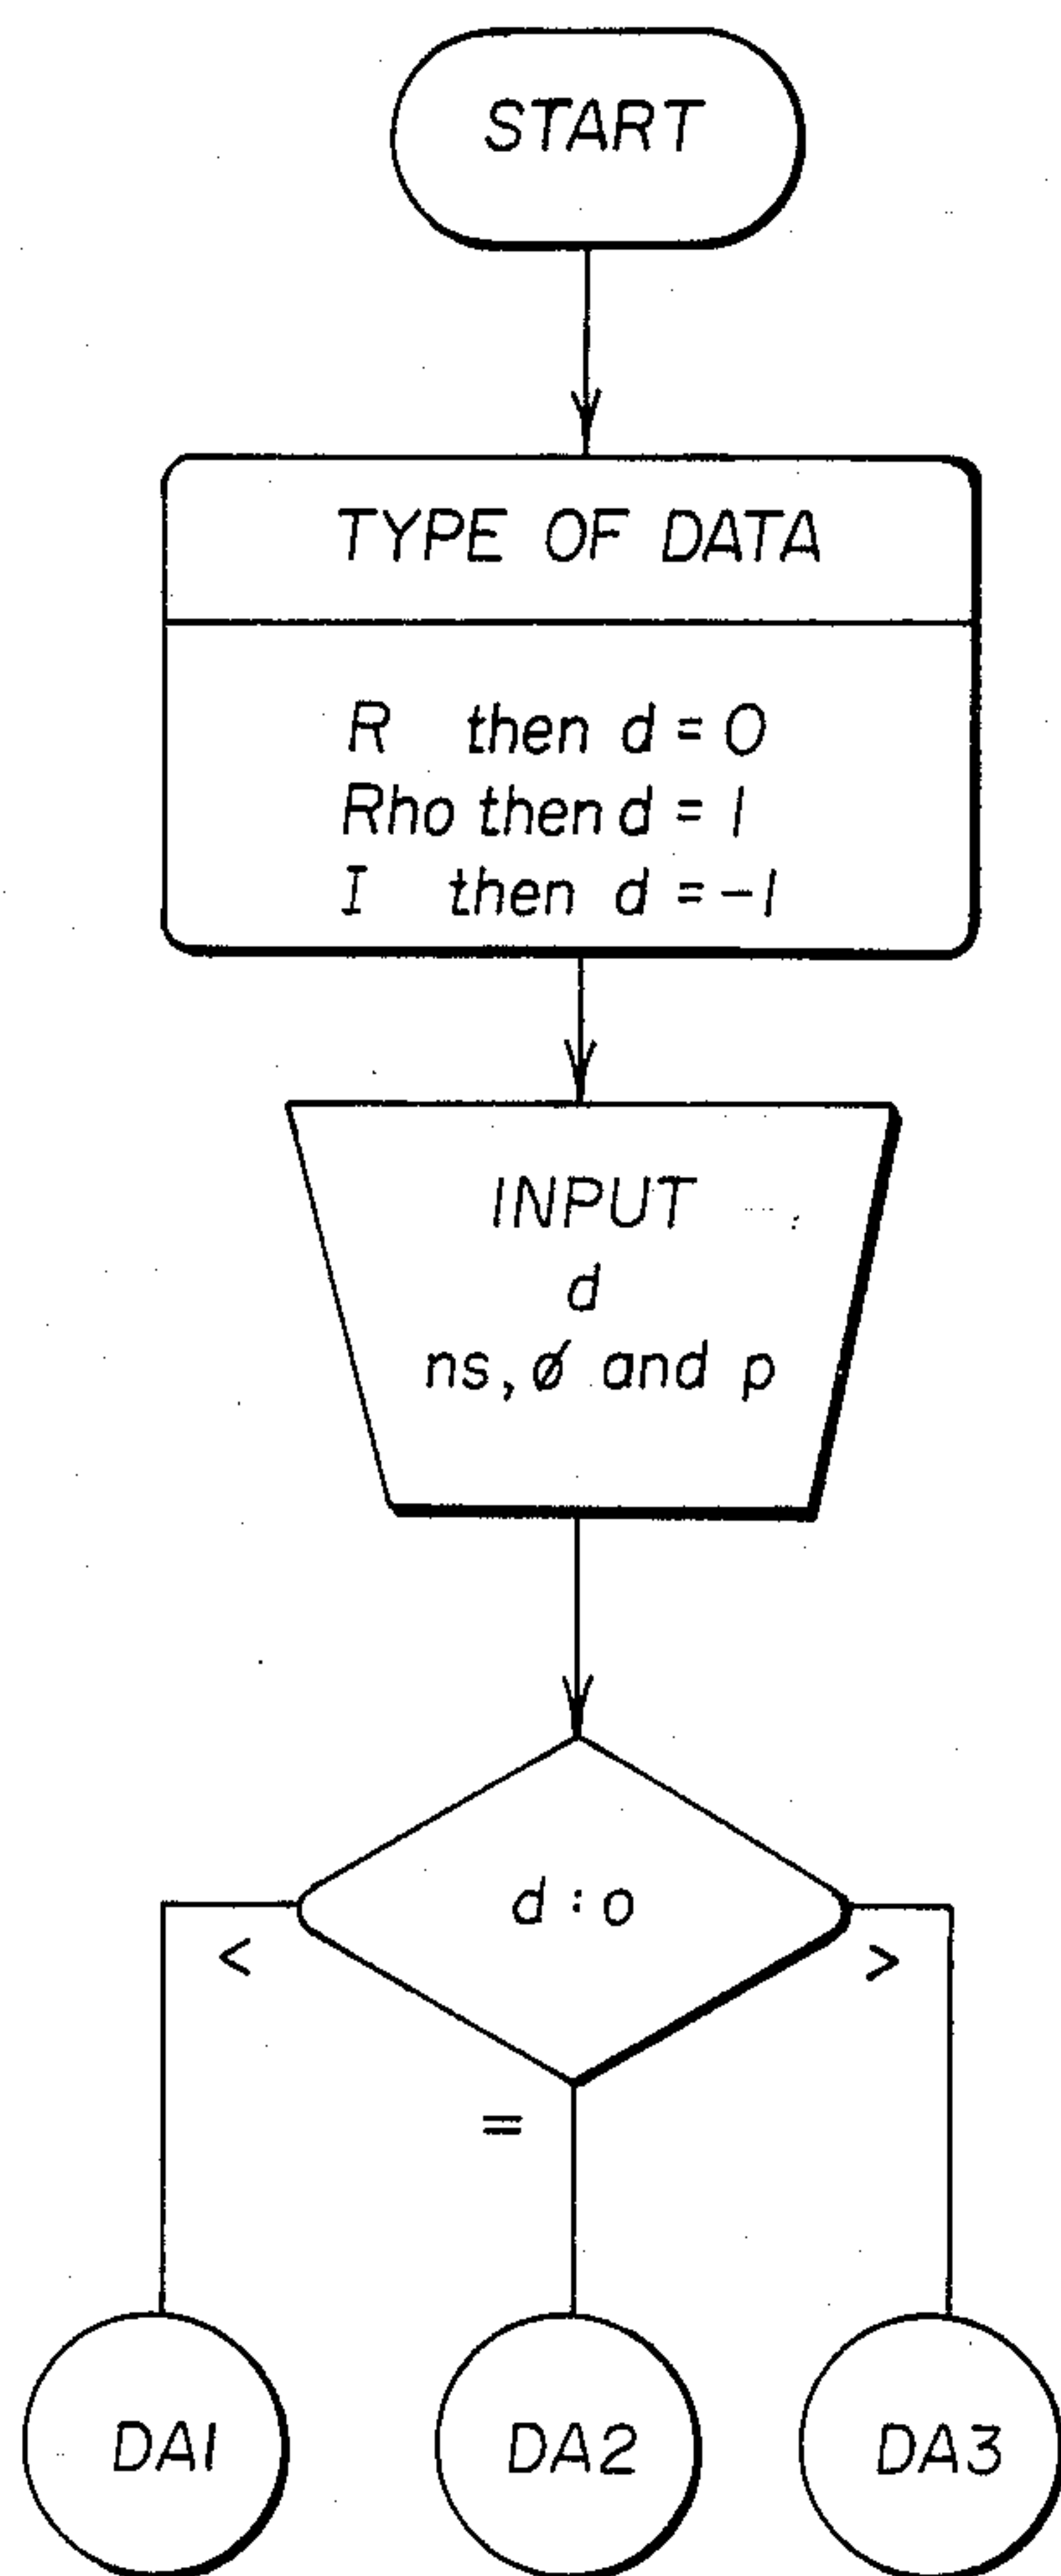 START
TYPE OF DATA
R then d = 0
Rho then d = 1
I then d = -1
INPUT
d
ns, ø and p
d : o
<
>
=
DA1
DA2
DA3